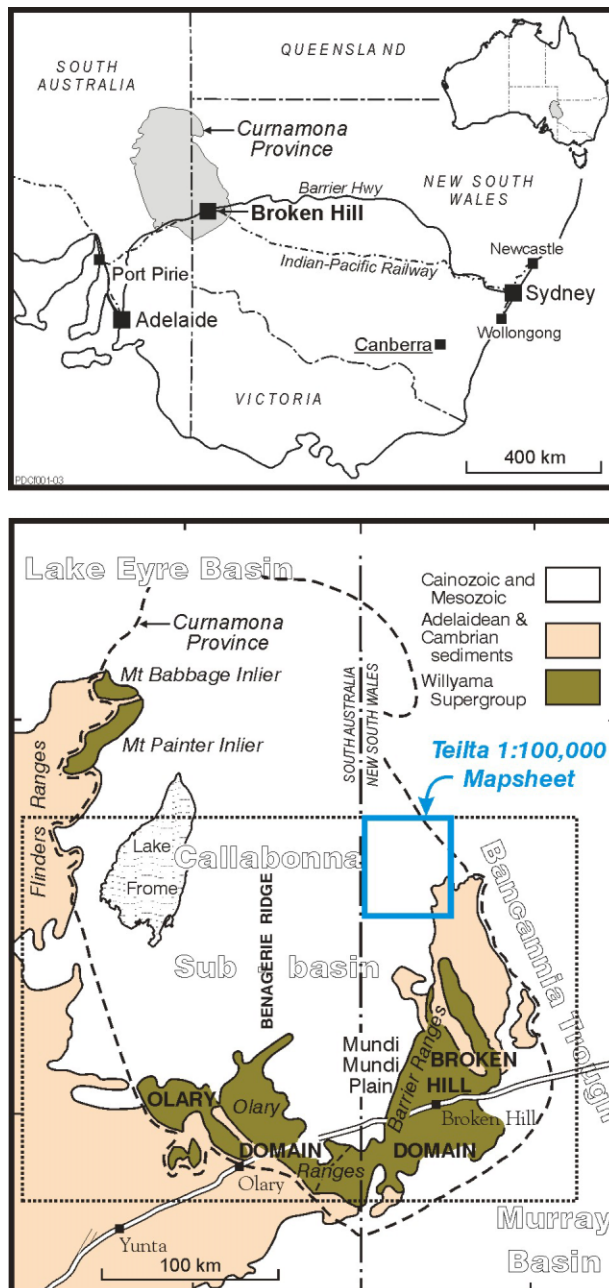 QUEENSLAND
SOUTH
AUSTRALIA
Curnamona
Province
Barrier Hwy
NEW SOUTH
WALES
Broken Hill
Newcastle
Indian-Pacific Railway
Port Pirie
Sydney
Adelaide
Wollongong
Canberra
VICTORIA
400 km
PDCf001-03
Lake Eyre Basin
Cainozoic and
Mesozoic
Adelaidean &
Cambrian
sediments
Willyama
Supergroup
Curnamona
Province
Mt Babbage Inlier
Mt Painter Inlier
SOUTH AUSTRALIA
NEW SOUTH WALES
Teilta 1:100,000
Mapsheet
Flinders Ranges
Lake
Frome
Callabonna
Sub basin
BENAGERIE RIDGE
Bancannia Trough
Mundi
Mundi
Plain
Barrier Ranges
BROKEN
HILL
DOMAIN
Broken Hill
OLARY
DOMAIN
Olary
Ranges
Olary
Yunta
100 km
Murray
Basin